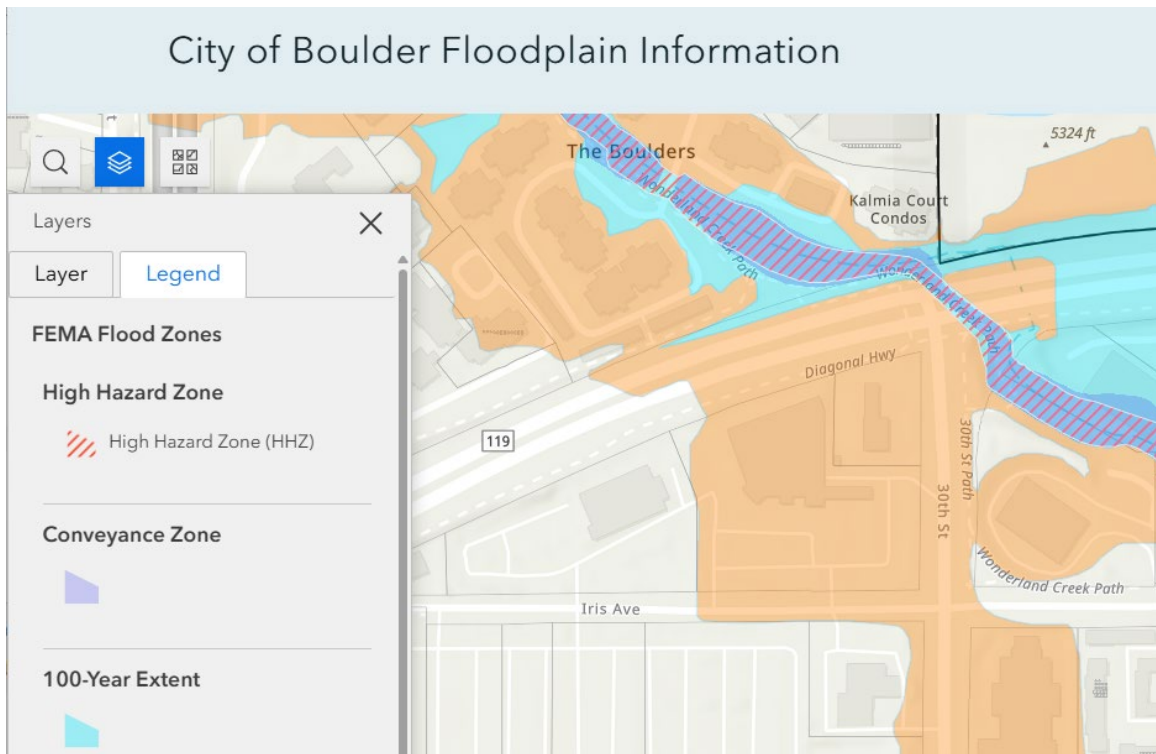 City of Boulder Floodplain Information
The Boulders
5324 ft
Kalmia Court
Condos
Wonderland Creek Path
Wonderland Creek Path
Diagonal Hwy
119
30th St Path
30th St
Wonderland Creek Path
Iris Ave
Layers
Layer
Legend
FEMA Flood Zones
High Hazard Zone
High Hazard Zone (HHZ)
Conveyance Zone
100-Year Extent